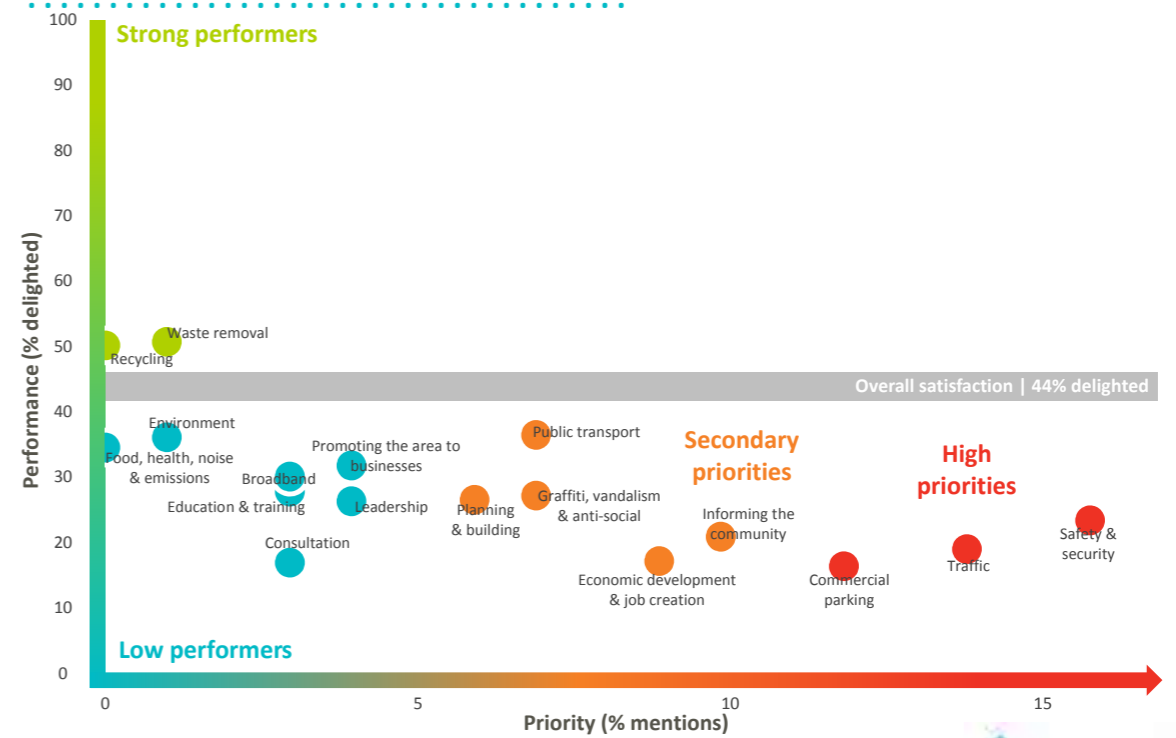 100
Strong performers
90
80
70
60
50
40
30
20
10
0
Performance (% delighted)
Waste removal
Recycling
Overall satisfaction | 44% delighted
Environment
Food, health, noise
& emissions
Promoting the area to
businesses
Broadband
Education & training
Leadership
Consultation
Public transport
Graffiti, vandalism
& anti-social
Planning
& building
Secondary
priorities
Informing the
community
Economic development
& job creation
High
priorities
Safety &
security
Traffic
Commercial
parking
Low performers
0
5
10
15
Priority (% mentions)